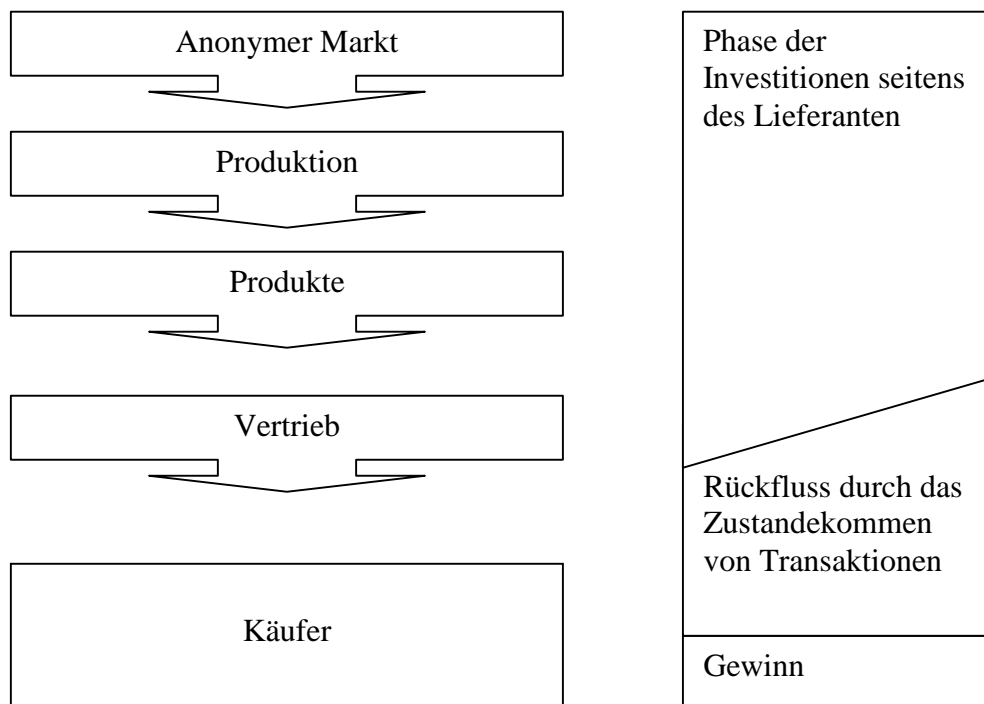 Anonymer Markt
Produktion
Produkte
Vertrieb
Käufer
Phase der
Investitionen seitens
des Lieferanten
Rückfluss durch das
Zustandekommen
von Transaktionen
Gewinn